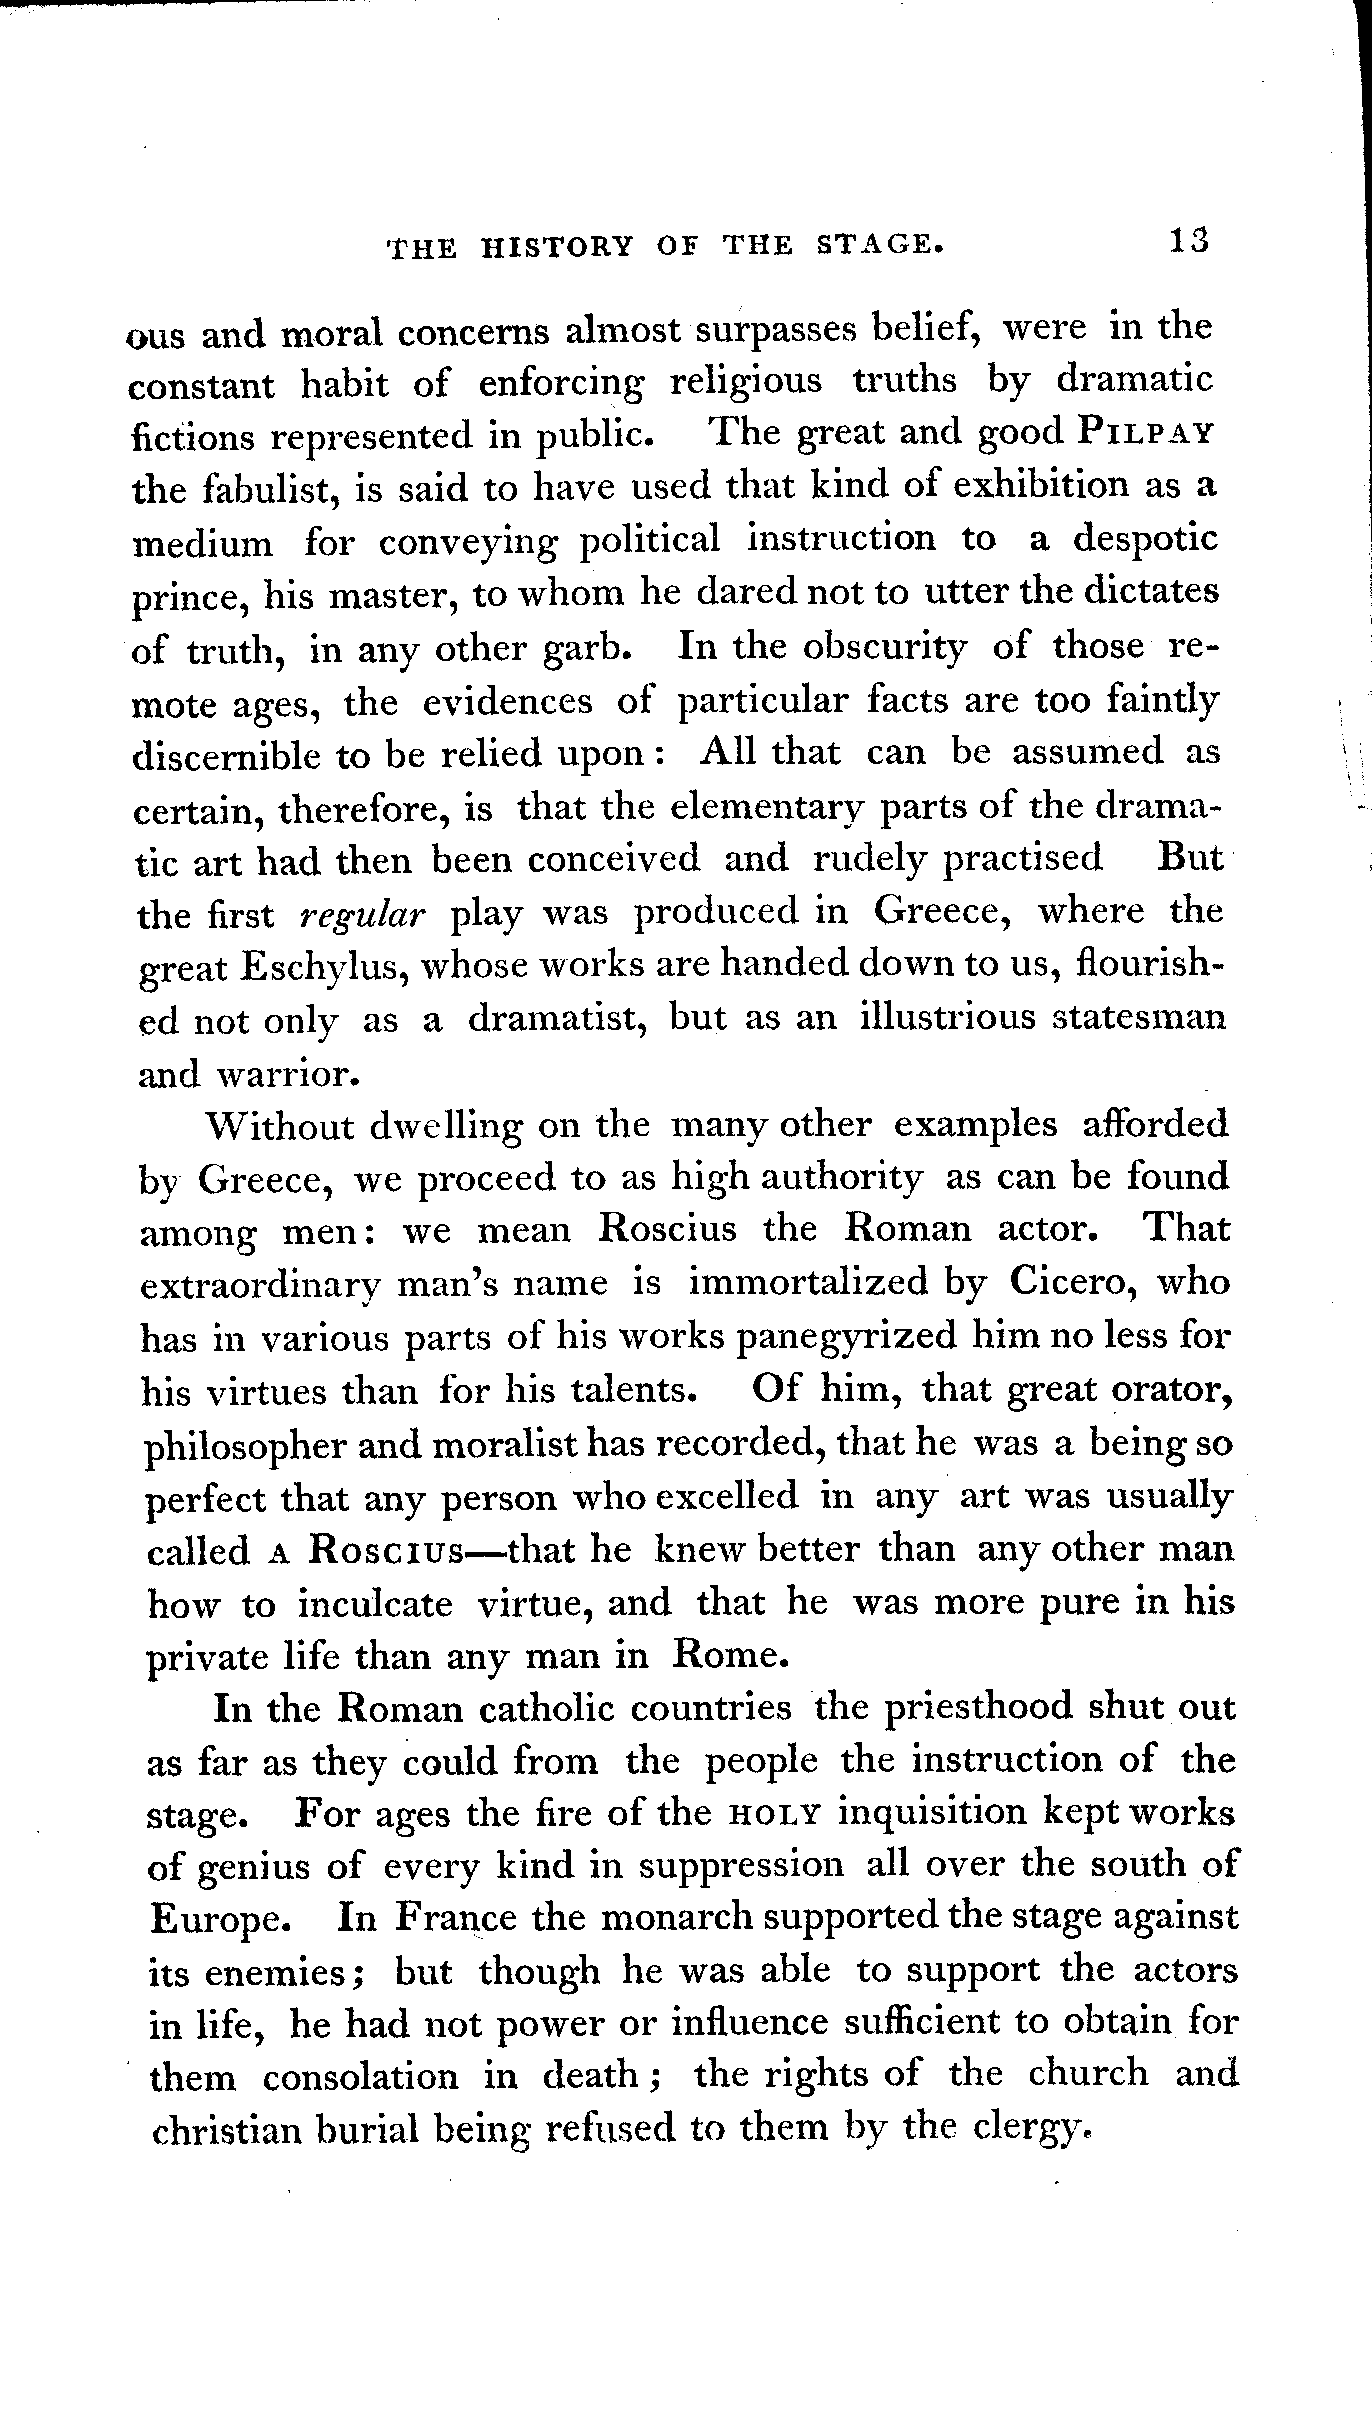 THE HISTORY OF THE STAGE. 13
ous and moral concerns almost surpasses belief, were in the
constant habit of enforcing religious truths by dramatic
fictions represented in public. The great and good PILPAY
the fabulist, is said to have used that kind of exhibition as a
medium for conveying political instruction to a despotic
prince, his master, to whom he dared not to utter the dictates
of truth, in any other garb. In the obscurity of those re-
mote ages, the evidences of particular facts are too faintly
discernible to be relied upon: All that can be assumed as
certain, therefore, is that the elementary parts of the drama-
tic art had then been conceived and rudely practised But
the first regular play was produced in Greece, where the
great Eschylus, whose works are handed down to us, flourish-
ed not only as a dramatist, but as an illustrious statesman
and warrior.
Without dwelling on the many other examples afforded
by Greece, we proceed to as high authority as can be found
among men: we mean Roscius the Roman actor. That
extraordinary man's name is immortalized by Cicero, who
has in various parts of his works panegyrized him no less for
his virtues than for his talents. Of him, that great orator,
philosopher and moralist has recorded, that he was a being so
perfect that any person who excelled in any art was usually
called A ROSCIUS—that he knew better than any other man
how to inculcate virtue, and that he was more pure in his
private life than any man in Rome.
In the Roman catholic countries the priesthood shut out
as far as they could from the people the instruction of the
stage. For ages the fire of the HOLY inquisition kept works
of genius of every kind in suppression all over the south of
Europe. In France the monarch supported the stage against
its enemies; but though he was able to support the actors
in life, he had not power or influence sufficient to obtain for
them consolation in death; the rights of the church and
christian burial being refused to them by the clergy.